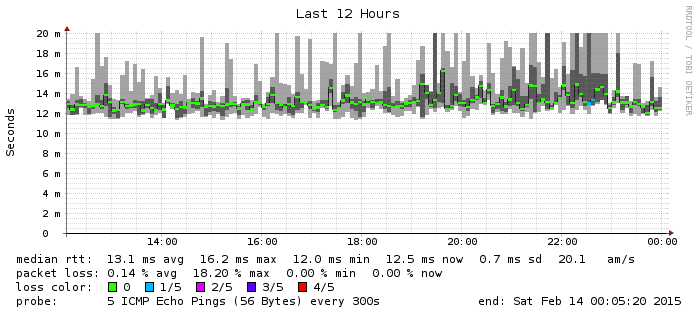 Last 12 Hours
RRDTOOL / TOBI OETIKER
Seconds
20 m
18 m
16 m
14 m
12 m
10 m
8 m
6 m
4 m
2 m
0
14:00 16:00 18:00 20:00 22:00 00:00
median rtt: 13.1 ms avg 16.2 ms max 12.0 ms min 12.5 ms now 0.7 ms sd 20.1 am/s
packet loss: 0.14 % avg 18.20 % max 0.00 % min 0.00 % now
loss color: 0 1/5 2/5 3/5 4/5
probe: 5 ICMP Echo Pings (56 Bytes) every 300s end: Sat Feb 14 00:05:20 2015